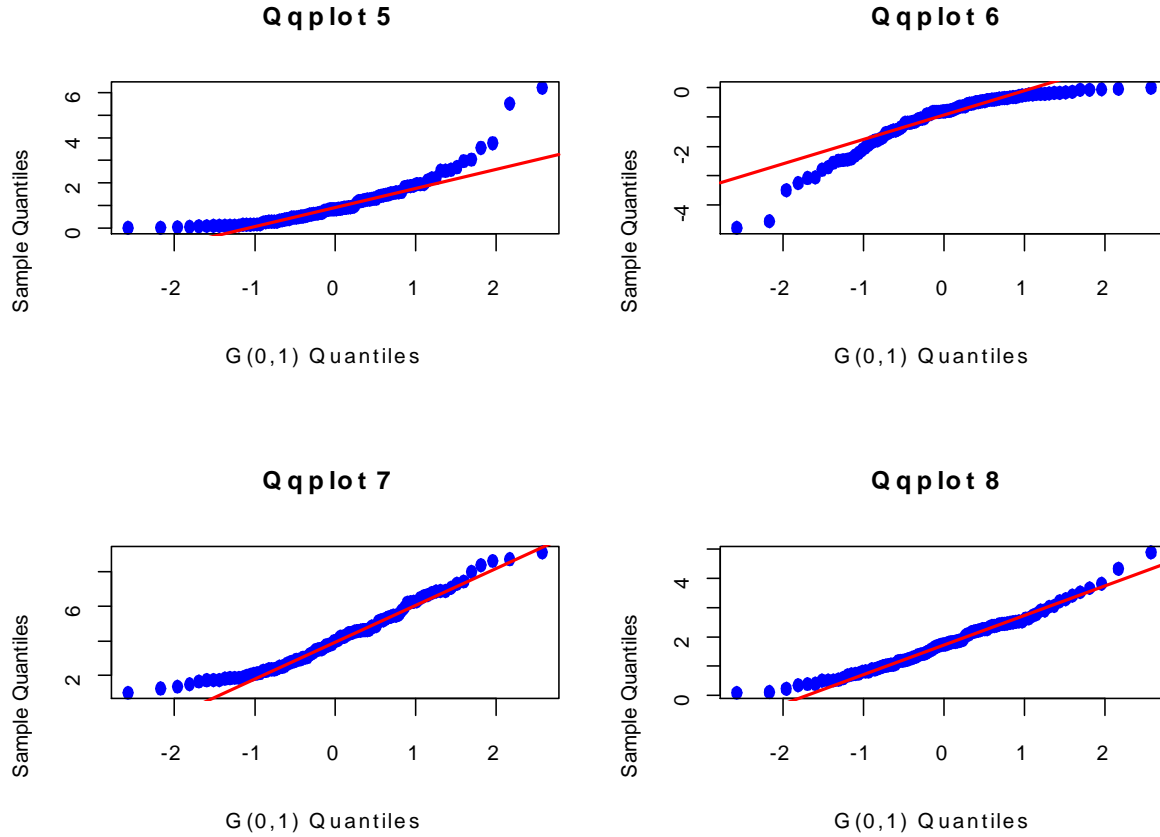 Qqplot 5
Sample Quantiles
0 2 4 6
-2 -1 0 1 2
G(0,1) Quantiles
Qqplot 6
Sample Quantiles
-4 -2 0
-2 -1 0 1 2
G(0,1) Quantiles
Qqplot 7
Sample Quantiles
2 6
-2 -1 0 1 2
G(0,1) Quantiles
Qqplot 8
Sample Quantiles
0 2 4
-2 -1 0 1 2
G(0,1) Quantiles